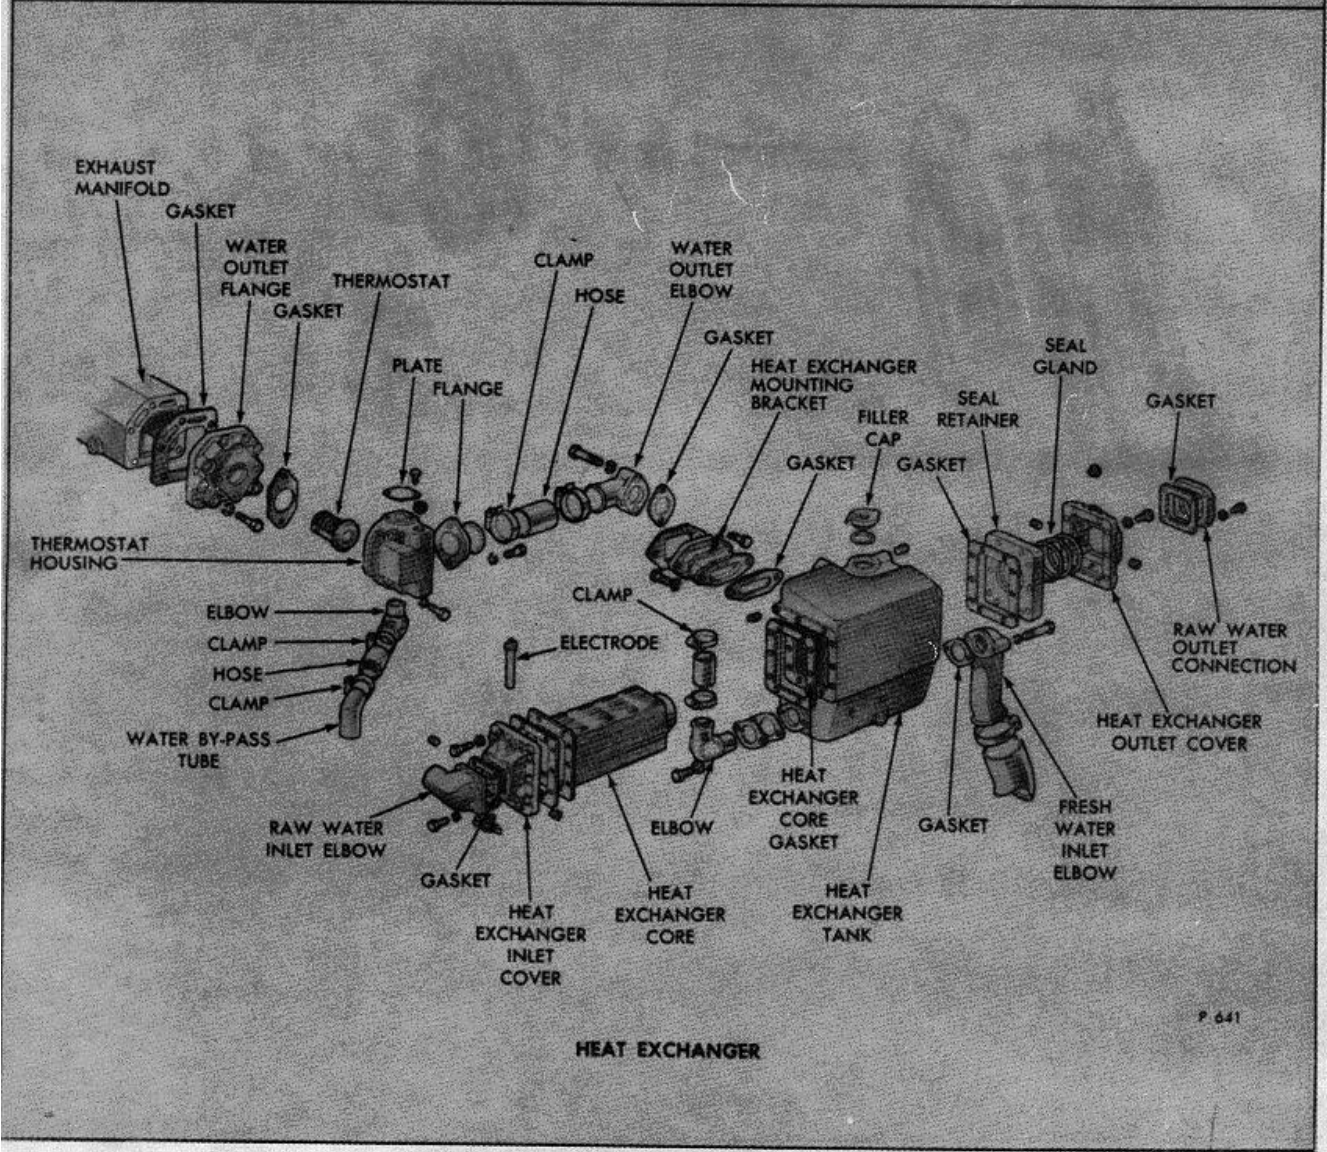 EXHAUST
MANIFOLD
GASKET
WATER
OUTLET
FLANGE
GASKET
THERMOSTAT
PLATE
FLANGE
CLAMP
HOSE
WATER
OUTLET
ELBOW
GASKET
HEAT EXCHANGER
MOUNTING
BRACKET
GASKET
FILLER
CAP
GASKET
SEAL
RETAINER
SEAL
GLAND
GASKET
THERMOSTAT
HOUSING
ELBOW
CLAMP
HOSE
CLAMP
WATER BY-PASS
TUBE
ELECTRODE
CLAMP
RAW WATER
OUTLET
CONNECTION
HEAT EXCHANGER
OUTLET COVER
RAW WATER
INLET ELBOW
GASKET
HEAT
EXCHANGER
INLET
COVER
HEAT
EXCHANGER
CORE
ELBOW
HEAT
EXCHANGER
CORE
GASKET
HEAT
EXCHANGER
TANK
GASKET
FRESH
WATER
INLET
ELBOW
P 641
HEAT EXCHANGER